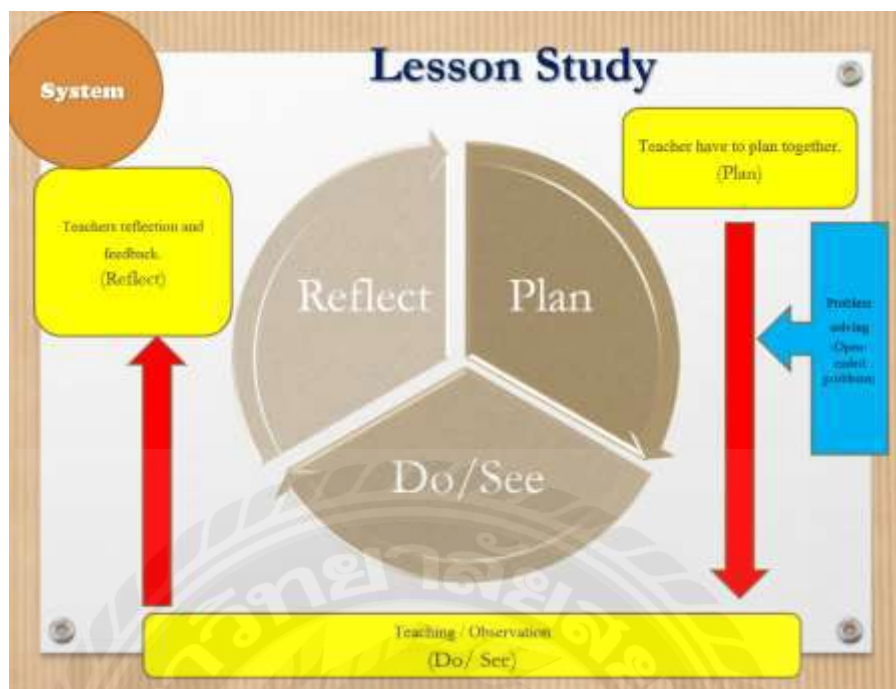 Lesson Study
System
Teacher have to plan together.
(Plan)
Teachers reflection and
feedback.
(Reflect)
Reflect
Plan
Do/See
Problem
solving
(Open-
ended
problems)
Teaching / Observation
(Do/ See)